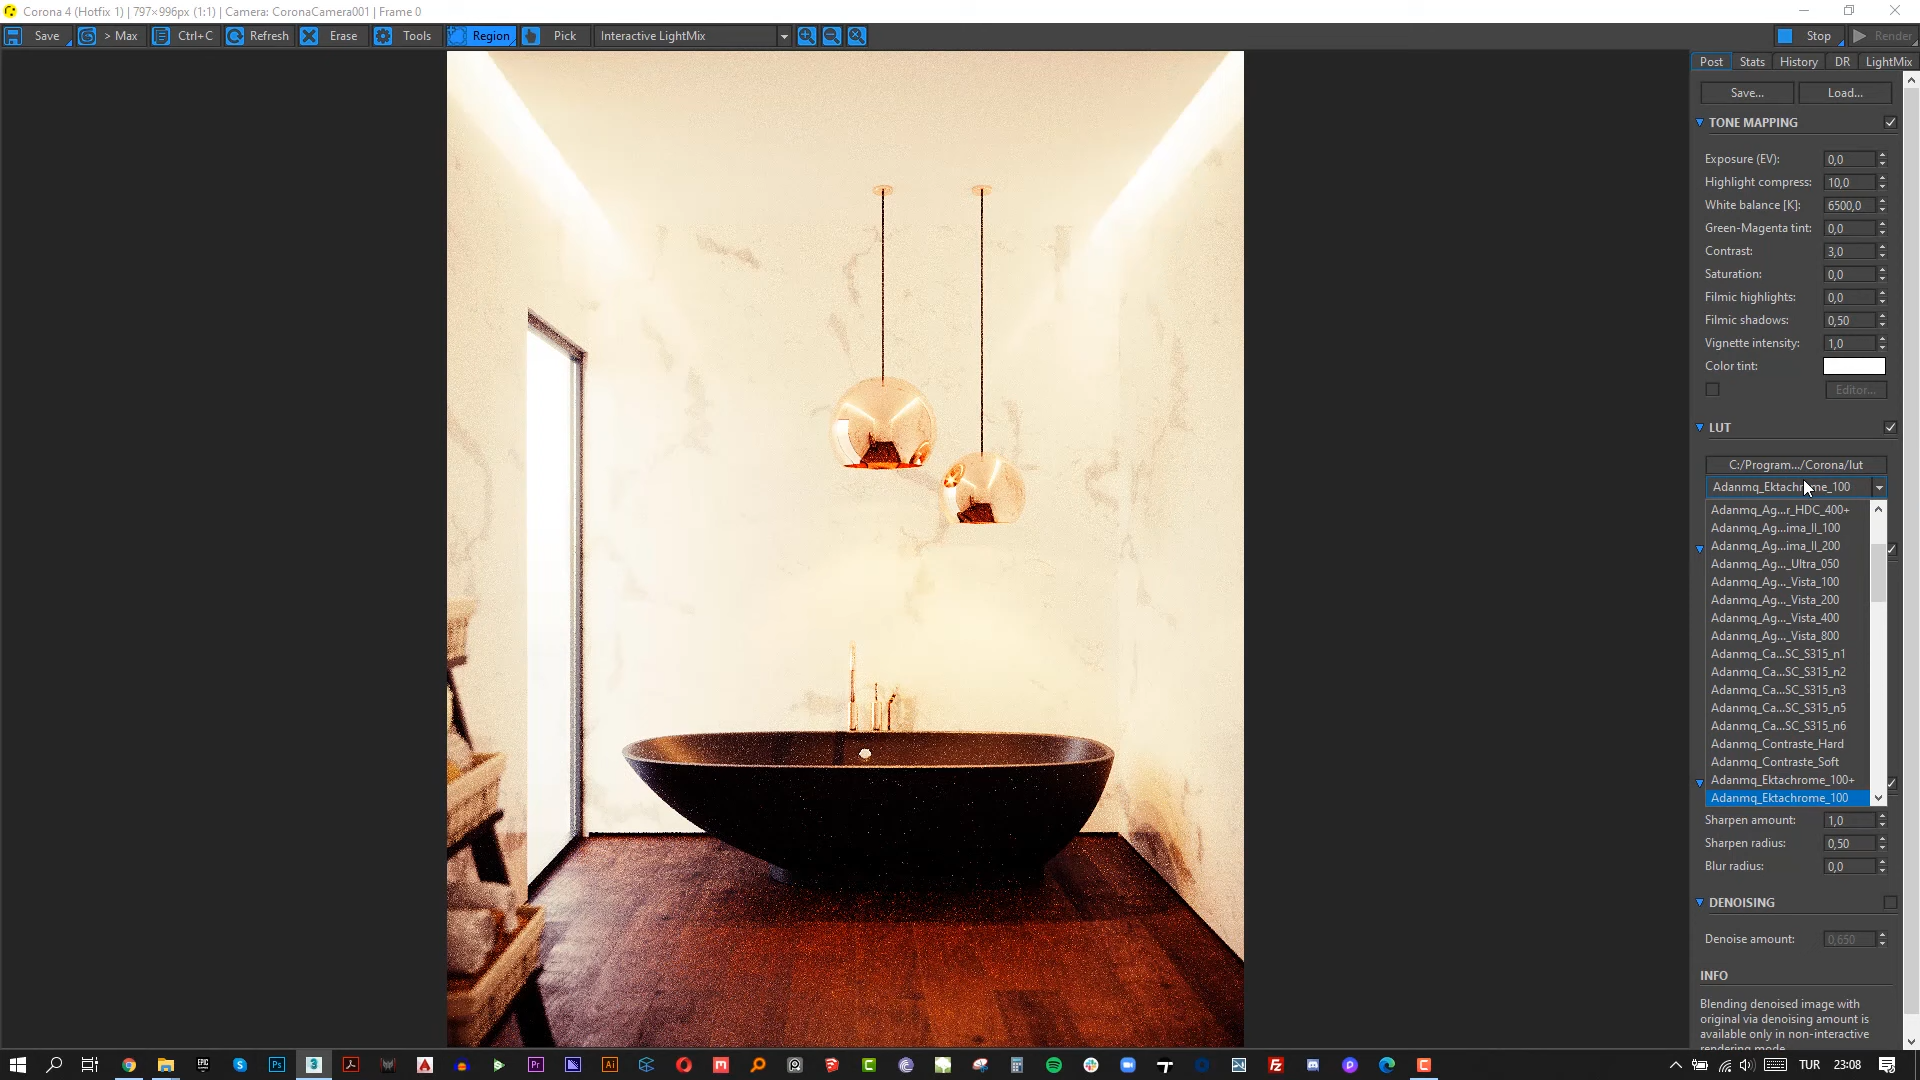 Corona 4 (Hotfix 1) | 797×996px (1:1) | Camera: CoronaCamera001 | Frame 0
Save > Max Ctrl+C Refresh Erase Tools Region Pick Interactive LightMix Stop Render
Post Stats History DR LightMix
Save... Load...
TONE MAPPING
Exposure (EV): 0,0
Highlight compress: 10,0
White balance [K]: 6500,0
Green-Magenta tint: 0,0
Contrast: 3,0
Saturation: 0,0
Filmic highlights: 0,0
Filmic shadows: 0,50
Vignette intensity: 1,0
Color tint:
Editor...
LUT
C:/Program.../Corona/lut
Adanmq_Ektachrome_100
Adanmq_Ag...r_HDC_400+
Adanmq_Ag...ima_II_100
Adanmq_Ag...ima_II_200
Adanmq_Ag..._Ultra_050
Adanmq_Ag..._Vista_100
Adanmq_Ag..._Vista_200
Adanmq_Ag..._Vista_400
Adanmq_Ag..._Vista_800
Adanmq_Ca...SC_S315_n1
Adanmq_Ca...SC_S315_n2
Adanmq_Ca...SC_S315_n3
Adanmq_Ca...SC_S315_n5
Adanmq_Ca...SC_S315_n6
Adanmq_Contraste_Hard
Adanmq_Contraste_Soft
Adanmq_Ektachrome_100+
Adanmq_Ektachrome_100
Sharpen amount: 1,0
Sharpen radius: 0,50
Blur radius: 0,0
DENOISING
Denoise amount: 0,650
INFO
Blending denoised image with
original via denoising amount is
available only in non-interactive
rendering mode
TUR 23:08